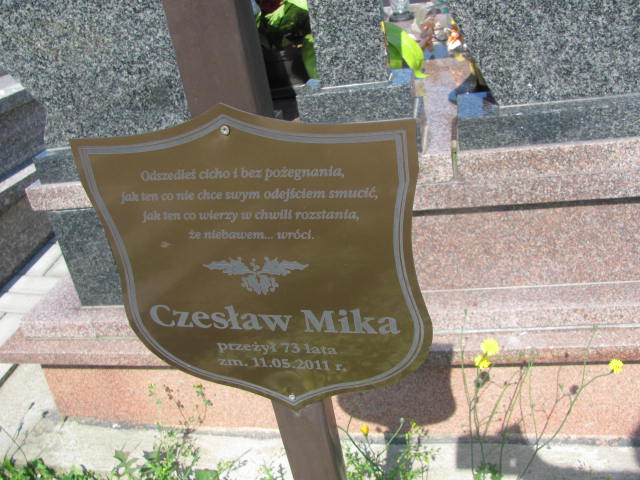 Odszedłeś cicho i bez pożegnania,
jak ten co nie chce swym odejściem smucić,
jak ten co wierzy w chwili rozstania,
że niebawem... wróci.
Czesław Mika
przeżył 73 lata
zm. 11.05.2011 r.